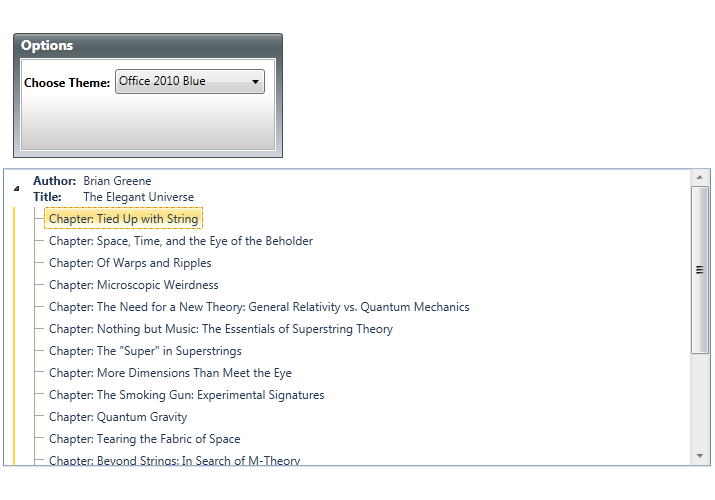 Options
Choose Theme: Office 2010 Blue
Author: Brian Greene
Title: The Elegant Universe
Chapter: Tied Up with String
Chapter: Space, Time, and the Eye of the Beholder
Chapter: Of Warps and Ripples
Chapter: Microscopic Weirdness
Chapter: The Need for a New Theory: General Relativity vs. Quantum Mechanics
Chapter: Nothing but Music: The Essentials of Superstring Theory
Chapter: The "Super" in Superstrings
Chapter: More Dimensions Than Meet the Eye
Chapter: The Smoking Gun: Experimental Signatures
Chapter: Quantum Gravity
Chapter: Tearing the Fabric of Space
Chapter: Beyond Strings: In Search of M-Theory